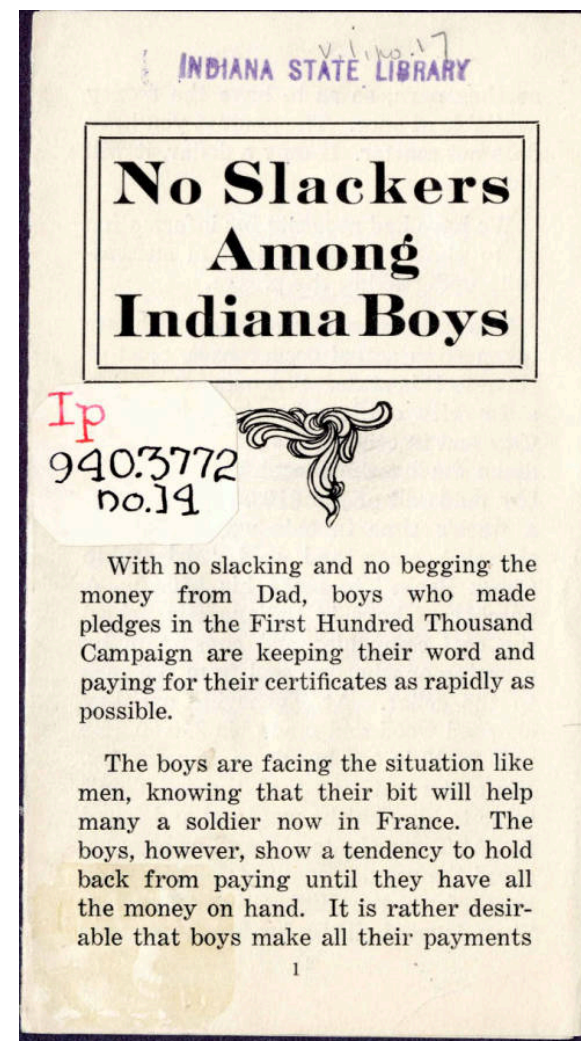 v.1, no.17
INDIANA STATE LIBRARY
No Slackers
Among
Indiana Boys
Ip
940.3772
no.14
With no slacking and no begging the
money from Dad, boys who made
pledges in the First Hundred Thousand
Campaign are keeping their word and
paying for their certificates as rapidly as
possible.
The boys are facing the situation like
men, knowing that their bit will help
many a soldier now in France. The
boys, however, show a tendency to hold
back from paying until they have all
the money on hand. It is rather desir-
able that boys make all their payments
1